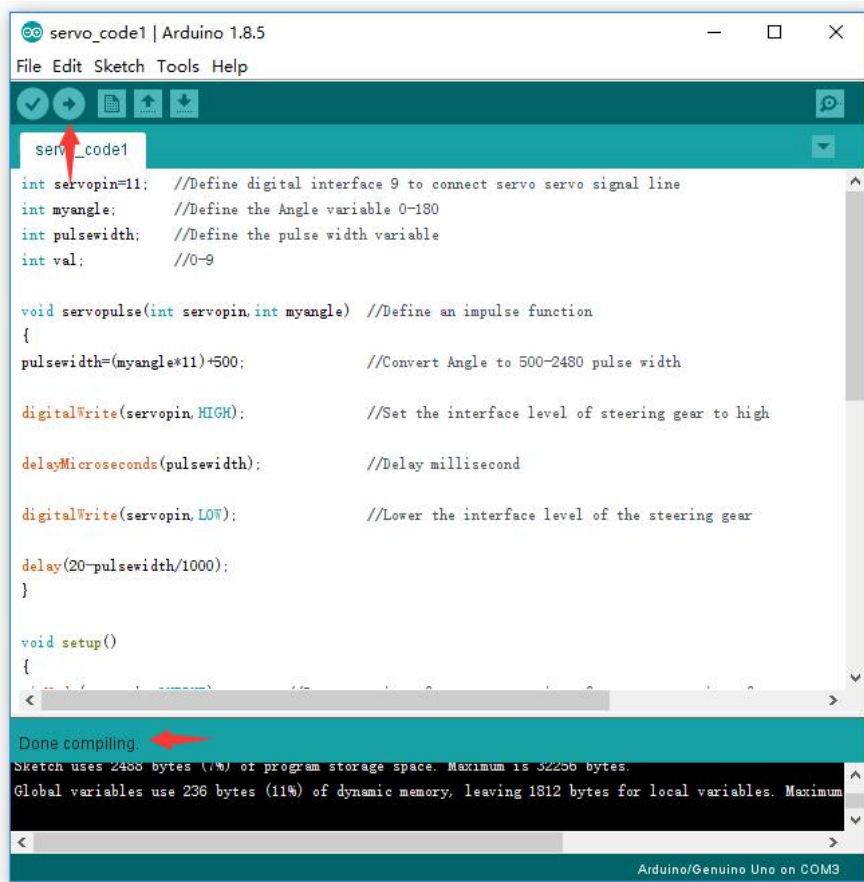 servo_code1 | Arduino 1.8.5
File Edit Sketch Tools Help
servo_code1
int servopin=11; //Define digital interface 9 to connect servo servo signal line
int myangle; //Define the Angle variable 0-180
int pulsewidth; //Define the pulse width variable
int val; //0-9
void servopulse(int servopin,int myangle) //Define an impulse function
{
pulsewidth=(myangle*11)+500; //Convert Angle to 500-2480 pulse width
digitalWrite(servopin,HIGH); //Set the interface level of steering gear to high
delayMicroseconds(pulsewidth); //Delay millisecond
digitalWrite(servopin,LOW); //Lower the interface level of the steering gear
delay(20-pulsewidth/1000);
}
void setup()
{
Done compiling.
Sketch uses 2488 bytes (7%) of program storage space. Maximum is 32256 bytes.
Global variables use 236 bytes (11%) of dynamic memory, leaving 1812 bytes for local variables. Maximum
Arduino/Genuino Uno on COM3